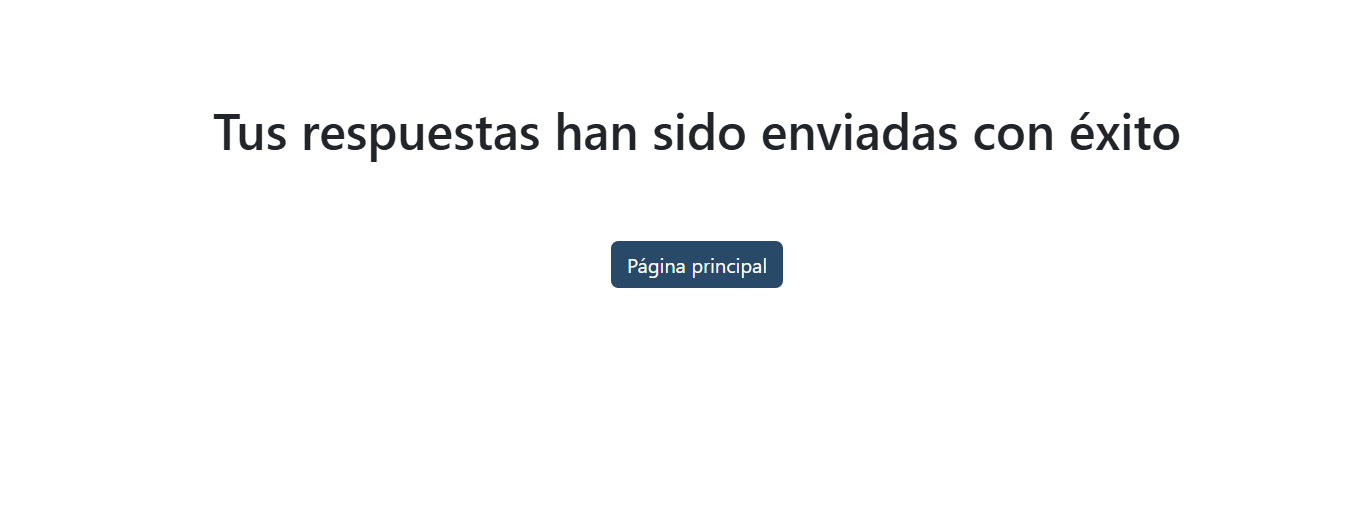 Tus respuestas han sido enviadas con éxito
Página principal